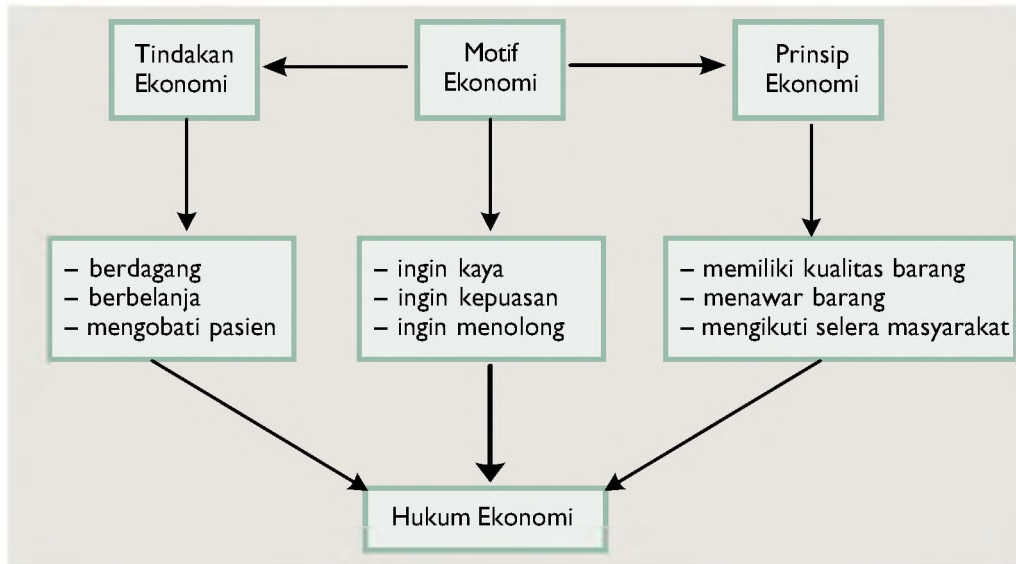 Tindakan
Ekonomi
Motif
Ekonomi
Prinsip
Ekonomi
– berdagang
– berbelanja
– mengobati pasien
– ingin kaya
– ingin kepuasan
– ingin menolong
– memiliki kualitas barang
– menawar barang
– mengikuti selera masyarakat
Hukum Ekonomi